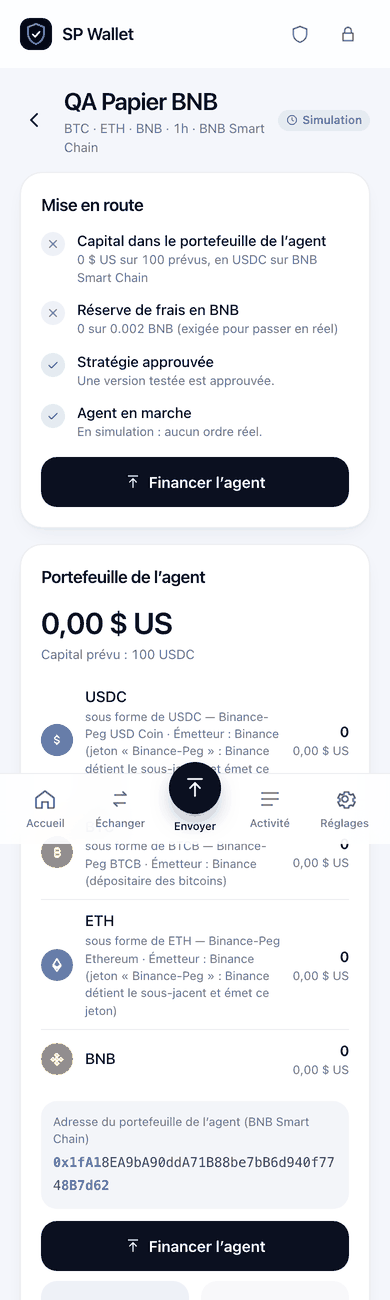 SP Wallet
QA Papier BNB
BTC · ETH · BNB · 1h · BNB Smart
Chain
Simulation
Mise en route
Capital dans le portefeuille de l’agent
0 $ US sur 100 prévus, en USDC sur BNB
Smart Chain
Réserve de frais en BNB
0 sur 0.002 BNB (exigée pour passer en réel)
Stratégie approuvée
Une version testée est approuvée.
Agent en marche
En simulation : aucun ordre réel.
Financer l’agent
Portefeuille de l’agent
0,00 $ US
Capital prévu : 100 USDC
USDC
sous forme de USDC — Binance-
Peg USD Coin · Émetteur : Binance
(jeton « Binance-Peg » : Binance
détient le sous-jacent et émet ce
0
0,00 $ US
Accueil
Échanger
Envoyer
Activité
Réglages
sous forme de BTCB — Binance-
Peg BTCB · Émetteur : Binance
(dépositaire des bitcoins)
0
0,00 $ US
ETH
sous forme de ETH — Binance-Peg
Ethereum · Émetteur : Binance
(jeton « Binance-Peg » : Binance
détient le sous-jacent et émet ce
jeton)
0
0,00 $ US
BNB
0
0,00 $ US
Adresse du portefeuille de l’agent (BNB Smart
Chain)
0x1fA18EA9bA90ddA71B88be7bB6d940f77
48B7d62
Financer l’agent